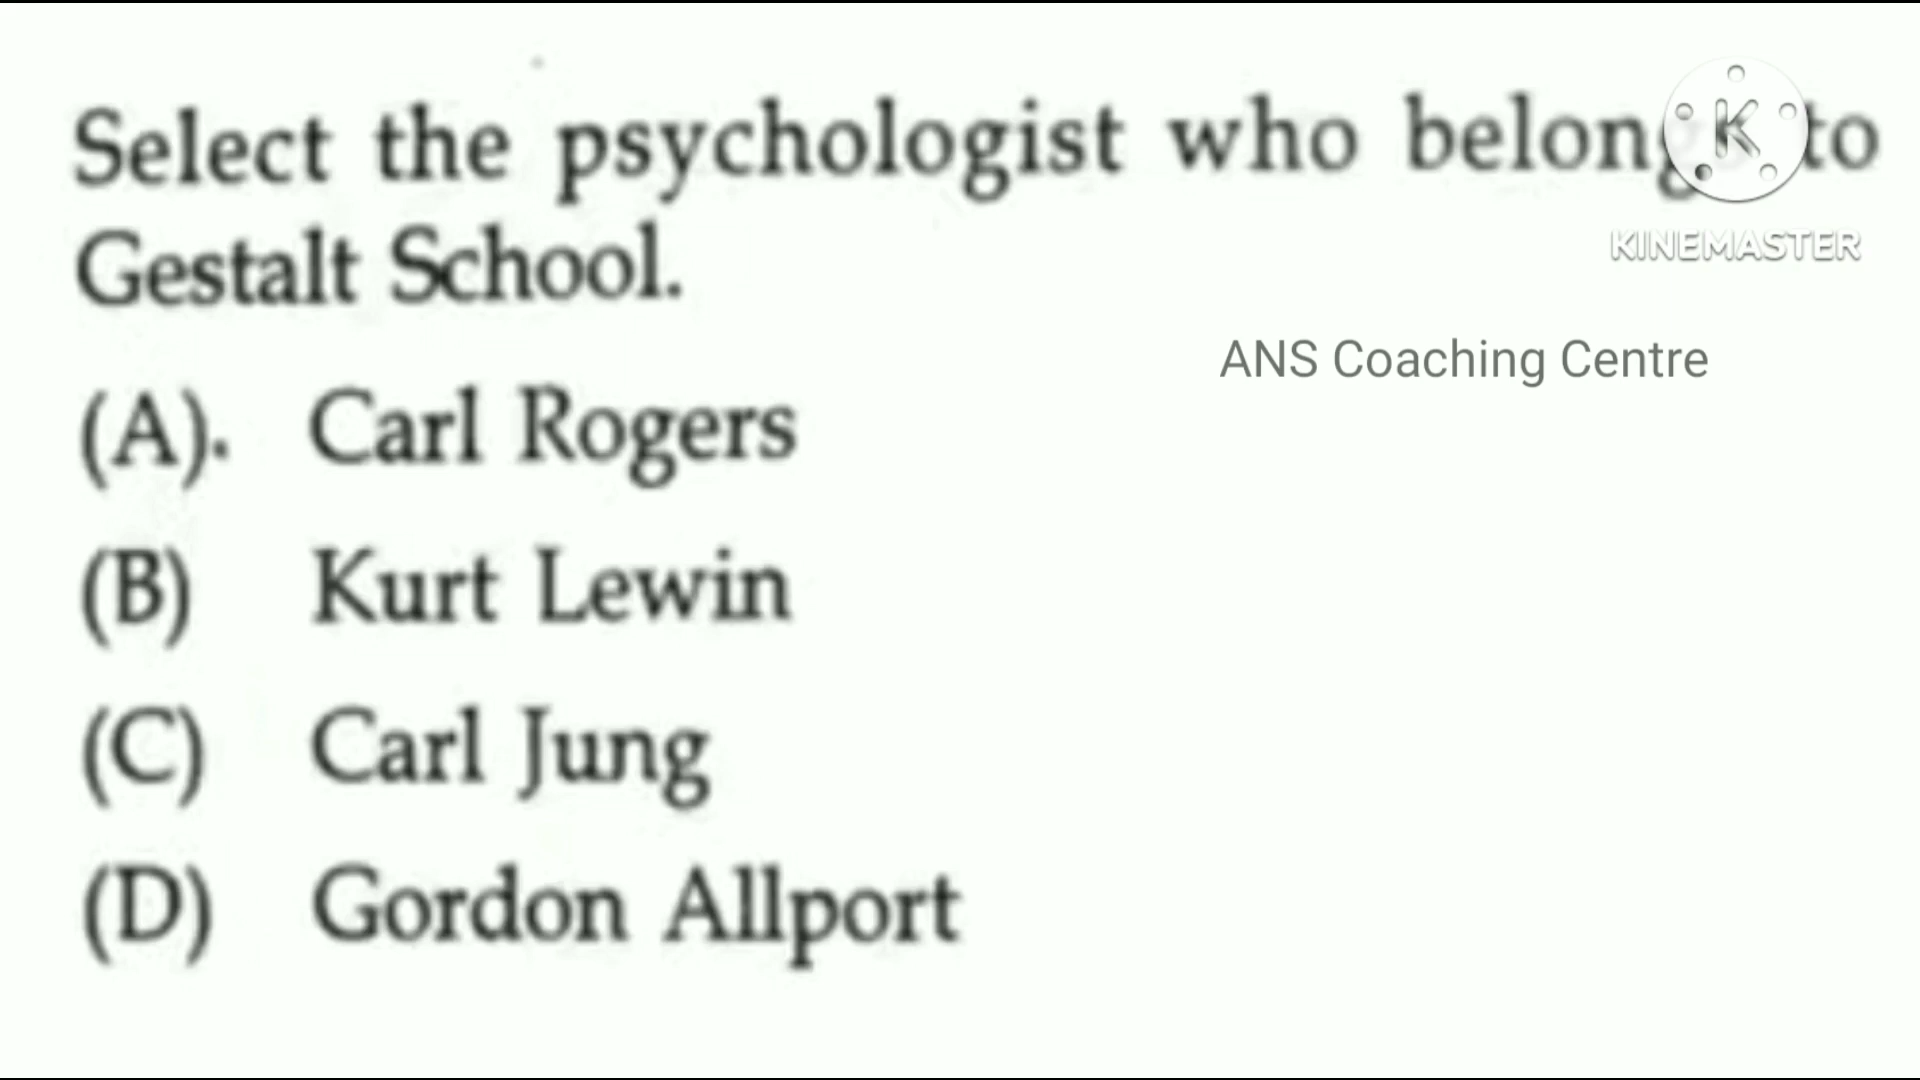 Select the psychologist who belongs to
Gestalt School.
(A). Carl Rogers
(B) Kurt Lewin
(C) Carl Jung
(D) Gordon Allport
K
KINEMASTER
ANS Coaching Centre